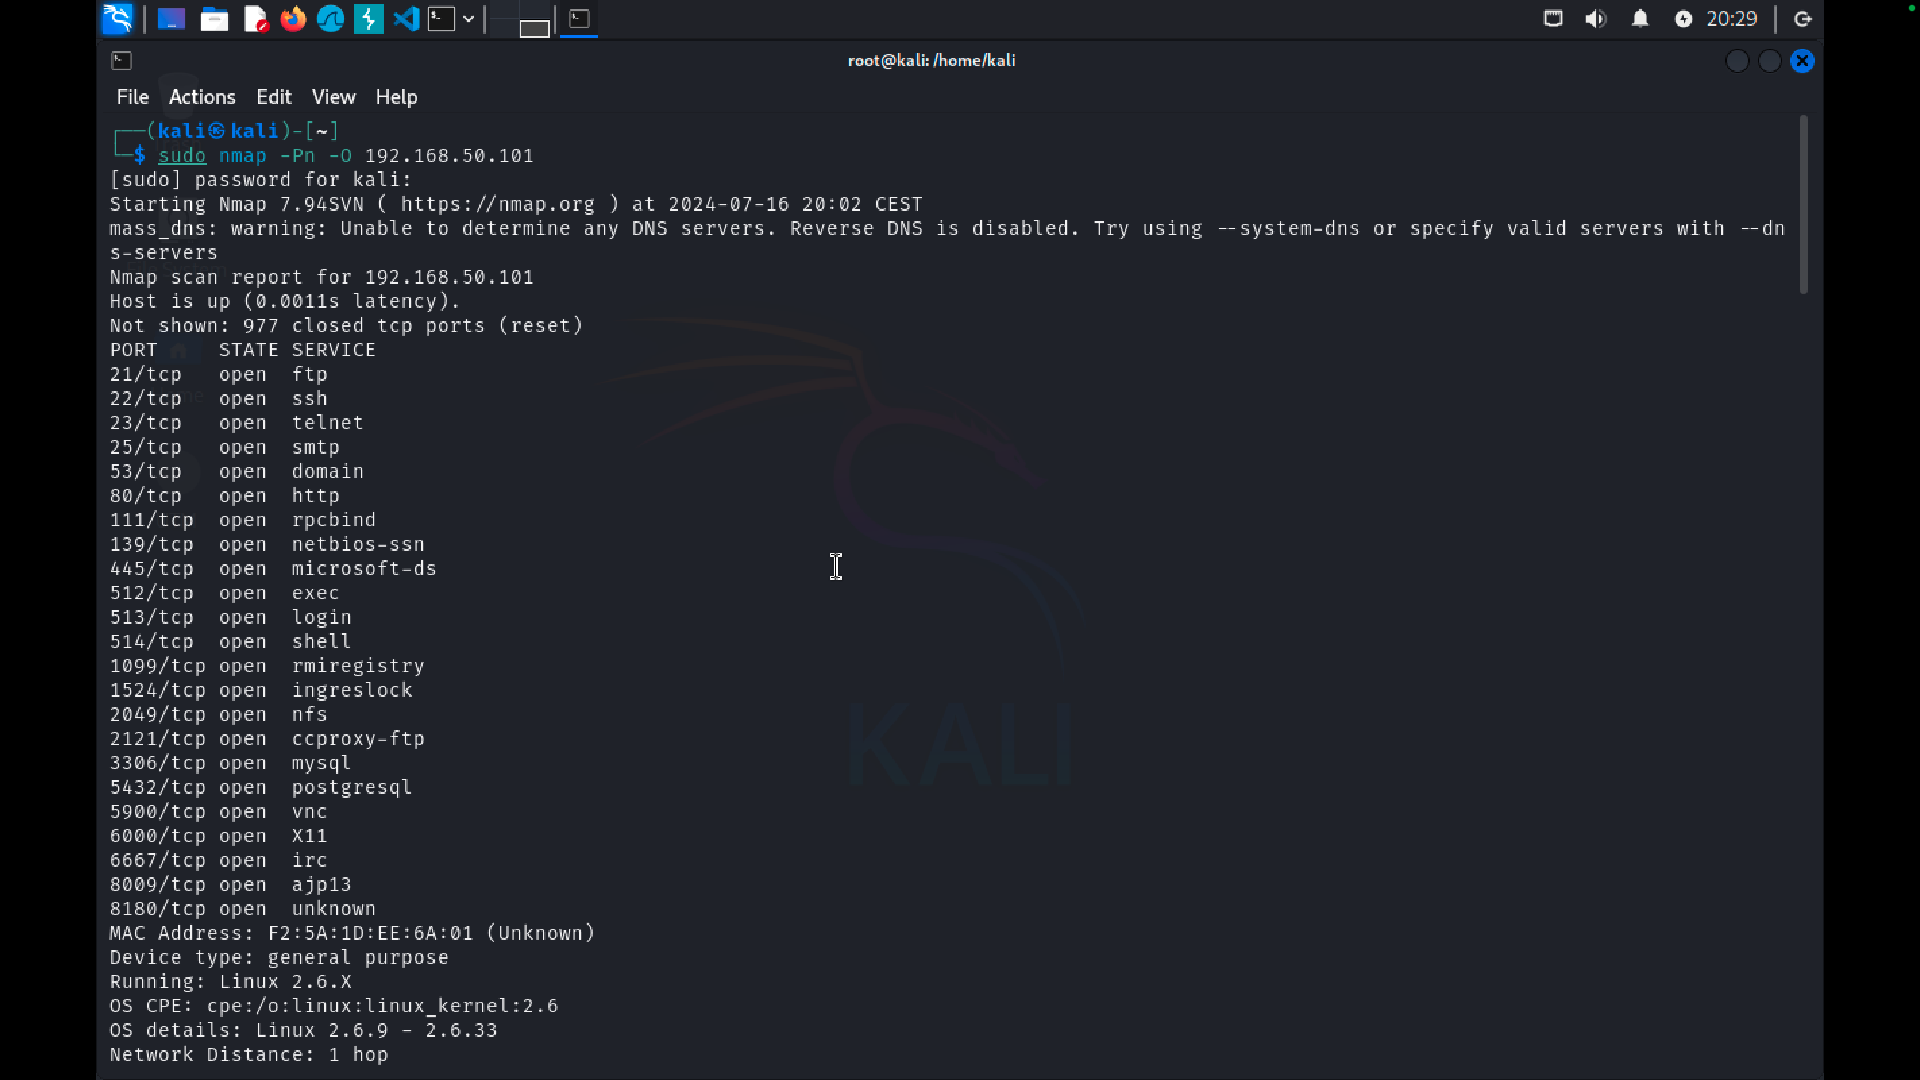 20:29
root@kali: /home/kali
File Actions Edit View Help
┌──(kali㉿kali)-[~]
└─$ sudo nmap -Pn -O 192.168.50.101
[sudo] password for kali:
Starting Nmap 7.94SVN ( https://nmap.org ) at 2024-07-16 20:02 CEST
mass_dns: warning: Unable to determine any DNS servers. Reverse DNS is disabled. Try using --system-dns or specify valid servers with --dn
s-servers
Nmap scan report for 192.168.50.101
Host is up (0.0011s latency).
Not shown: 977 closed tcp ports (reset)
PORT     STATE SERVICE
21/tcp   open  ftp
22/tcp   open  ssh
23/tcp   open  telnet
25/tcp   open  smtp
53/tcp   open  domain
80/tcp   open  http
111/tcp  open  rpcbind
139/tcp  open  netbios-ssn
445/tcp  open  microsoft-ds
512/tcp  open  exec
513/tcp  open  login
514/tcp  open  shell
1099/tcp open  rmiregistry
1524/tcp open  ingreslock
2049/tcp open  nfs
2121/tcp open  ccproxy-ftp
3306/tcp open  mysql
5432/tcp open  postgresql
5900/tcp open  vnc
6000/tcp open  X11
6667/tcp open  irc
8009/tcp open  ajp13
8180/tcp open  unknown
MAC Address: F2:5A:1D:EE:6A:01 (Unknown)
Device type: general purpose
Running: Linux 2.6.X
OS CPE: cpe:/o:linux:linux_kernel:2.6
OS details: Linux 2.6.9 - 2.6.33
Network Distance: 1 hop
KALI